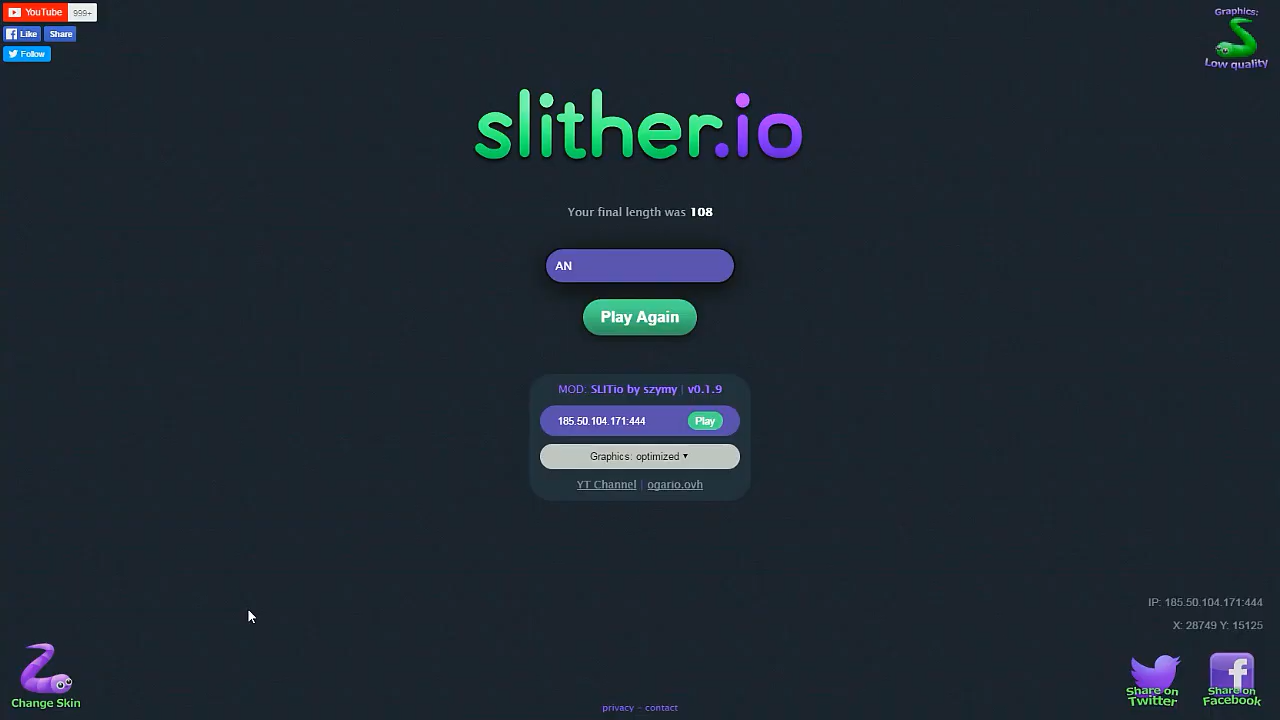 YouTube 999+
Like Share
Follow
Graphics:
Low quality
slither.io
Your final length was 108
AN
Play Again
MOD: SLITio by szymy | v0.1.9
185.50.104.171:444 Play
Graphics: optimized ▾
YT Channel | ogario.ovh
IP: 185.50.104.171:444
X: 28749 Y: 15125
Change Skin
Share on
Twitter
Share on
Facebook
privacy - contact